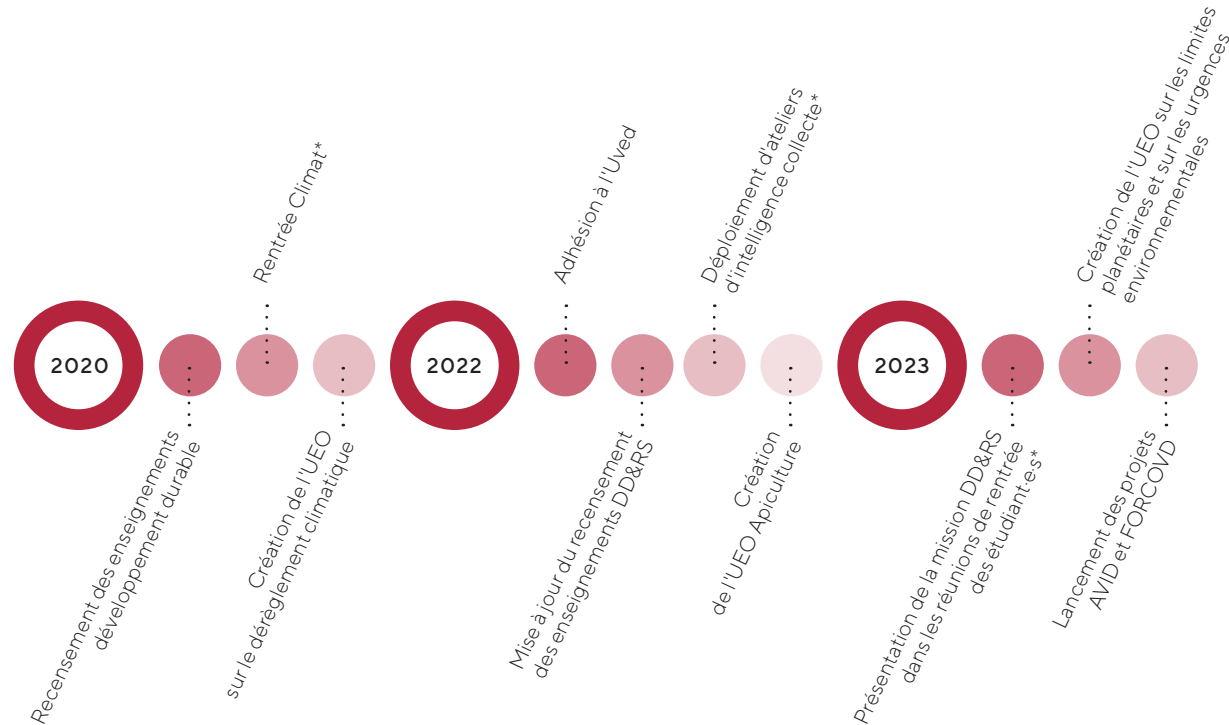 2020
Recensement des enseignements
développement durable
Rentrée Climat*
Création de l'UEO
sur le dérèglement climatique
2022
Adhésion à l'Uved
Mise à jour du recensement
des enseignements DD&RS
Déploiement d'ateliers
d'intelligence collecte*
Création
de l'UEO Apiculture
2023
Présentation de la mission DD&RS
dans les réunions de rentrée
des étudiant·e·s*
Création de l'UEO sur les limites
planétaires et sur les urgences
environnementales
Lancement des projets
AVID et FORCOVD